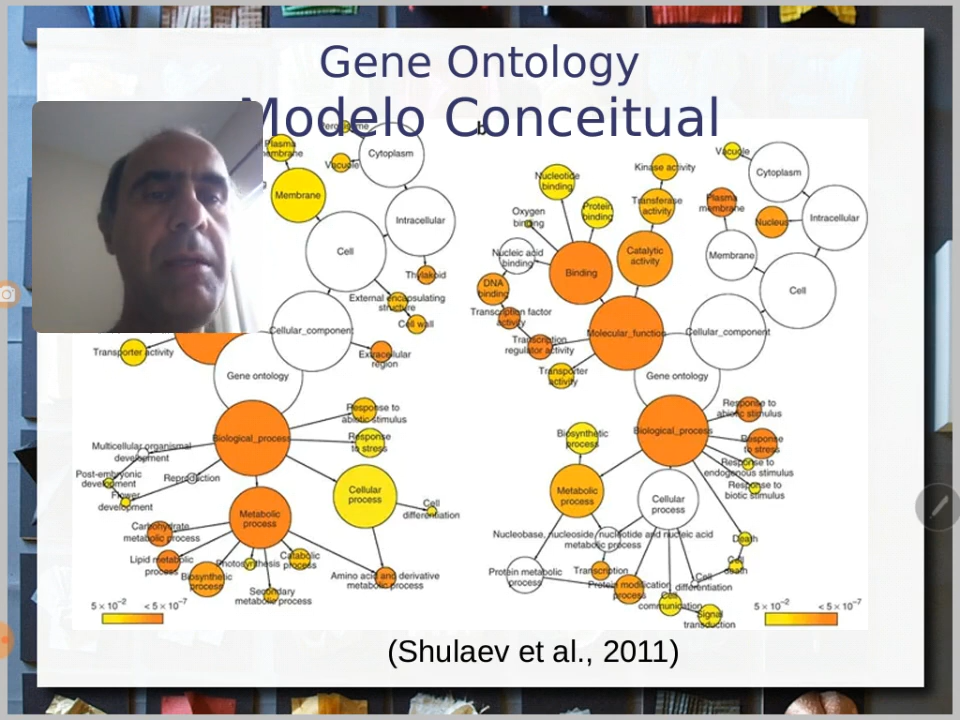 Gene Ontology
Modelo Conceitual
b
Plasma
membrane
Vacuole
Cytoplasm
Membrane
Intracellular
Cell
Thylakoid
External encapsulating
structure
Cell wall
Cellular_component
Extracellular
region
Transporter activity
Gene ontology
Biological_process
Response to
abiotic stimulus
Response
to stress
Multicellular organismal
development
Post-embryonic
development
Reproduction
Flower
development
Cellular
process
Cell
differentiation
Metabolic
process
Carbohydrate
metabolic process
Lipid metabolic
process
Photosynthesis
Catabolic
process
Biosynthetic
process
Secondary
metabolic process
Amino acid and derivative
metabolic process
5 × 10⁻²
< 5 × 10⁻⁷
Kinase activity
Vacuole
Nucleotide
binding
Cytoplasm
Transferase
activity
Plasma
membrane
Protein
binding
Oxygen
binding
Nucleus
Intracellular
Nucleic acid
binding
Catalytic
activity
Membrane
Binding
Cell
DNA
binding
Transcription factor
activity
Molecular_function
Cellular_component
Transcription
regulator activity
Transporter
activity
Gene ontology
Response to
abiotic stimulus
Biological_process
Biosynthetic
process
Response
to stress
Response to
endogenous stimulus
Response to
biotic stimulus
Metabolic
process
Cellular
process
Nucleobase, nucleoside, nucleotide and nucleic acid
metabolic process
Death
Cell
death
Protein metabolic
process
Transcription
Protein modification
process
Cell
differentiation
Cell
communication
Signal
transduction
5 × 10⁻²
< 5 × 10⁻⁷
(Shulaev et al., 2011)